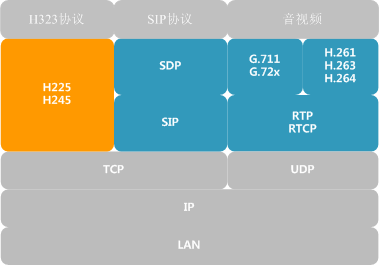 H323协议
SIP协议
音视频
H225
H245
SDP
G.711
G.72x
H.261
H.263
H.264
SIP
RTP
RTCP
TCP
UDP
IP
LAN